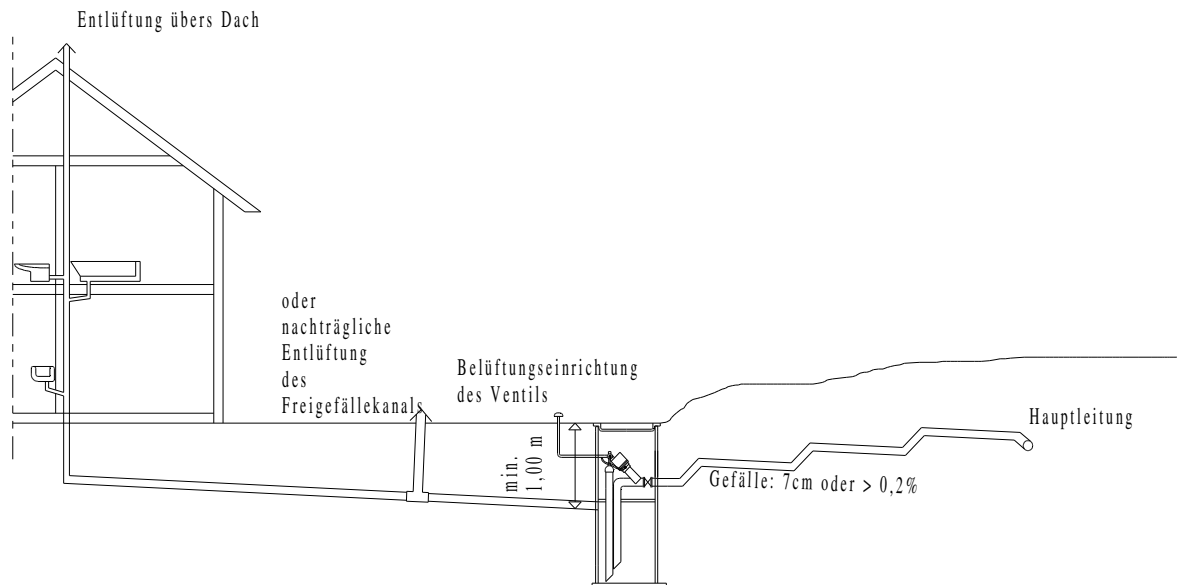 Entlüftung übers Dach
oder
nachträgliche
Entlüftung
des
Freigefällekanals
Belüftungseinrichtung
des Ventils
min.
1,00 m
Hauptleitung
Gefälle: 7cm oder > 0,2%